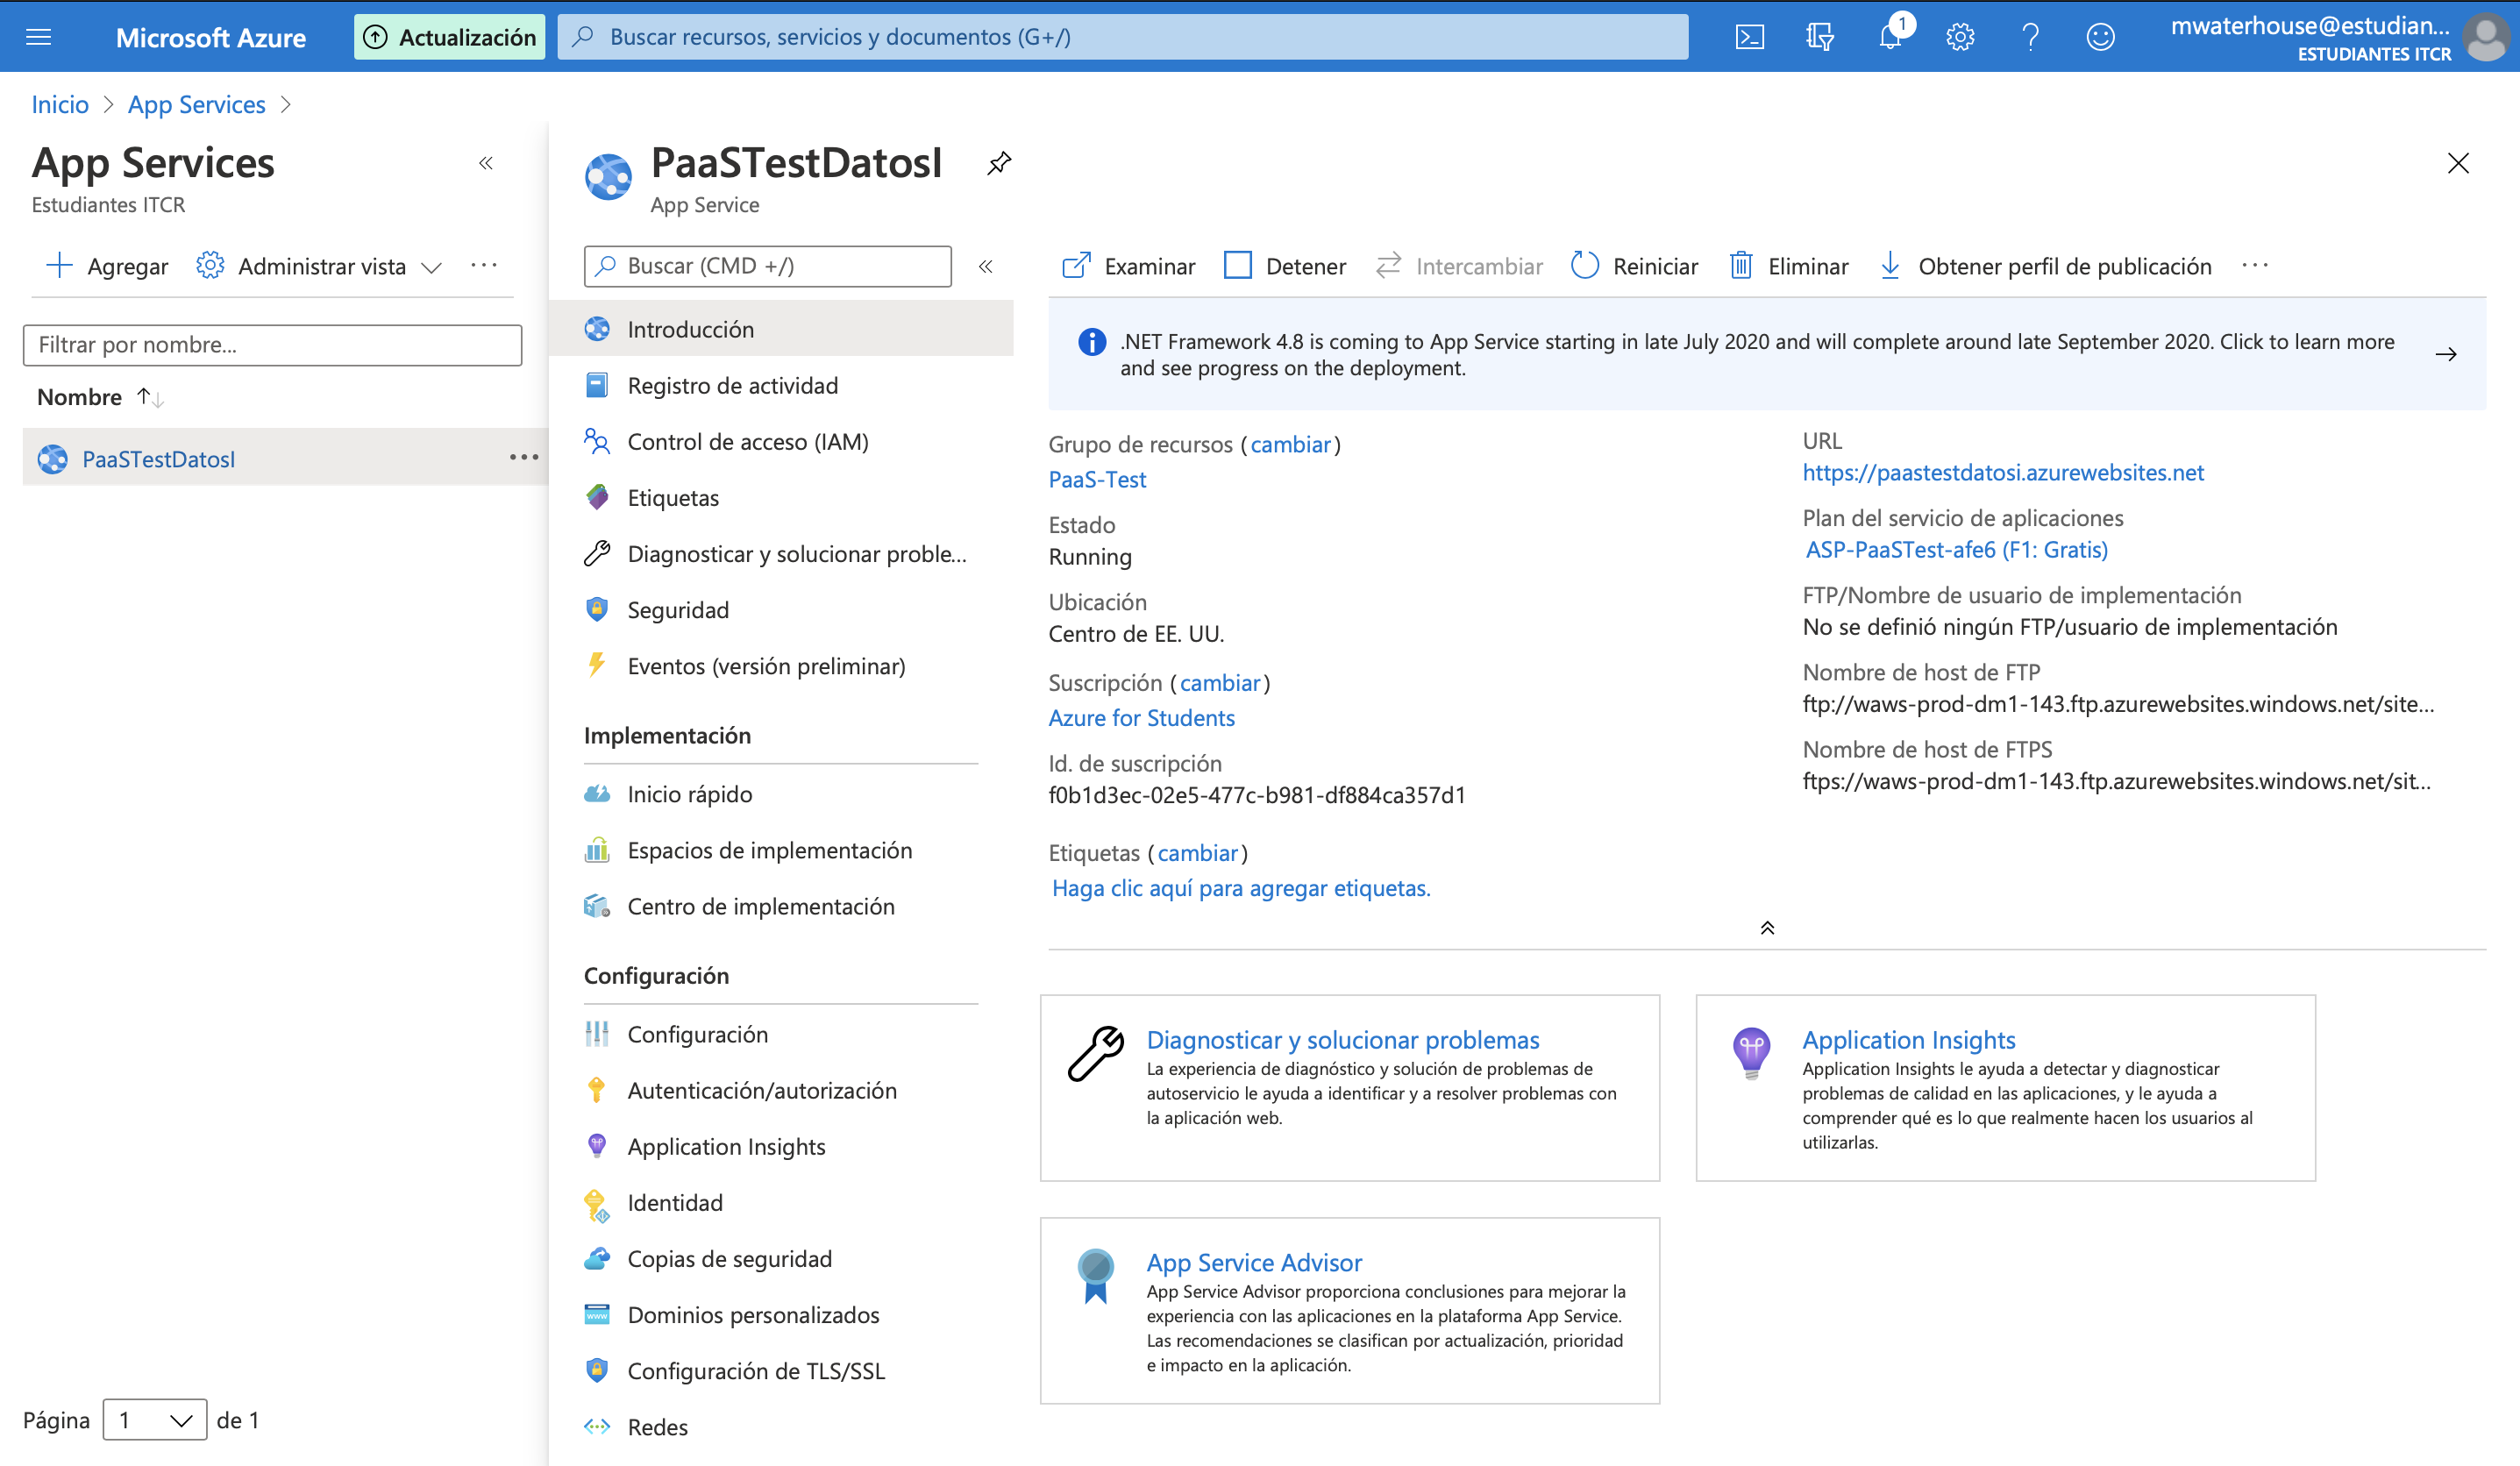 Microsoft Azure
Actualización
Buscar recursos, servicios y documentos (G+/)
1
mwaterhouse@estudian...
ESTUDIANTES ITCR
Inicio > App Services >
App Services
Estudiantes ITCR
Agregar
Administrar vista
Filtrar por nombre...
Nombre
PaaSTestDatosI
Página 1 de 1
PaaSTestDatosI
App Service
Buscar (CMD +/)
Introducción
Registro de actividad
Control de acceso (IAM)
Etiquetas
Diagnosticar y solucionar proble...
Seguridad
Eventos (versión preliminar)
Implementación
Inicio rápido
Espacios de implementación
Centro de implementación
Configuración
Configuración
Autenticación/autorización
Application Insights
Identidad
Copias de seguridad
Dominios personalizados
Configuración de TLS/SSL
Redes
Examinar
Detener
Intercambiar
Reiniciar
Eliminar
Obtener perfil de publicación
.NET Framework 4.8 is coming to App Service starting in late July 2020 and will complete around late September 2020. Click to learn more
and see progress on the deployment.
Grupo de recursos (cambiar)
PaaS-Test
Estado
Running
Ubicación
Centro de EE. UU.
Suscripción (cambiar)
Azure for Students
Id. de suscripción
f0b1d3ec-02e5-477c-b981-df884ca357d1
Etiquetas (cambiar)
Haga clic aquí para agregar etiquetas.
URL
https://paastestdatosi.azurewebsites.net
Plan del servicio de aplicaciones
ASP-PaaSTest-afe6 (F1: Gratis)
FTP/Nombre de usuario de implementación
No se definió ningún FTP/usuario de implementación
Nombre de host de FTP
ftp://waws-prod-dm1-143.ftp.azurewebsites.windows.net/site...
Nombre de host de FTPS
ftps://waws-prod-dm1-143.ftp.azurewebsites.windows.net/sit...
Diagnosticar y solucionar problemas
La experiencia de diagnóstico y solución de problemas de
autoservicio le ayuda a identificar y a resolver problemas con
la aplicación web.
Application Insights
Application Insights le ayuda a detectar y diagnosticar
problemas de calidad en las aplicaciones, y le ayuda a
comprender qué es lo que realmente hacen los usuarios al
utilizarlas.
App Service Advisor
App Service Advisor proporciona conclusiones para mejorar la
experiencia con las aplicaciones en la plataforma App Service.
Las recomendaciones se clasifican por actualización, prioridad
e impacto en la aplicación.